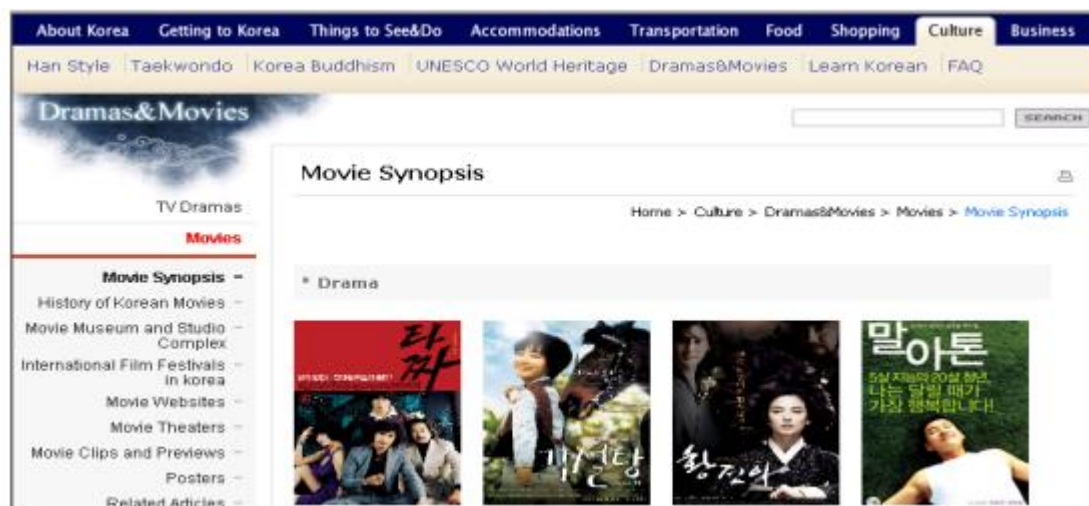 About Korea Getting to Korea Things to See&Do Accommodations Transportation Food Shopping Culture Business
Han Style Taekwondo Korea Buddhism UNESCO World Heritage Dramas&Movies Learn Korean FAQ
Dramas&Movies
SEARCH
Movie Synopsis
Home > Culture > Dramas&Movies > Movies > Movie Synopsis
TV Dramas
Movies
Movie Synopsis
History of Korean Movies
Movie Museum and Studio
Complex
International Film Festivals
in korea
Movie Websites
Movie Theaters
Movie Clips and Previews
Posters
Related Articles
* Drama
타짜
맨발탕
황진이
말아톤
5살 지능의 20살 청년
나는 달릴 때가
가장 행복합니다!